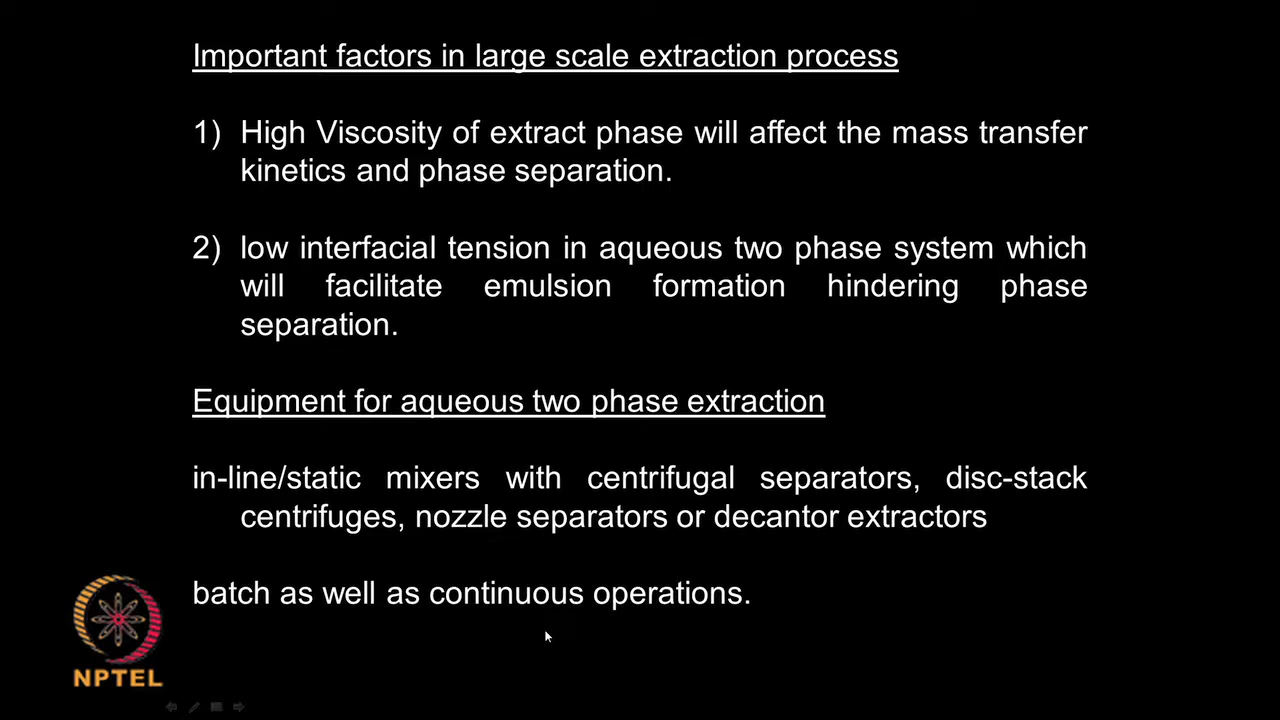 Important factors in large scale extraction process
1) High Viscosity of extract phase will affect the mass transfer
kinetics and phase separation.
2) low interfacial tension in aqueous two phase system which
will facilitate emulsion formation hindering phase
separation.
Equipment for aqueous two phase extraction
in-line/static mixers with centrifugal separators, disc-stack
centrifuges, nozzle separators or decantor extractors
batch as well as continuous operations.
NPTEL